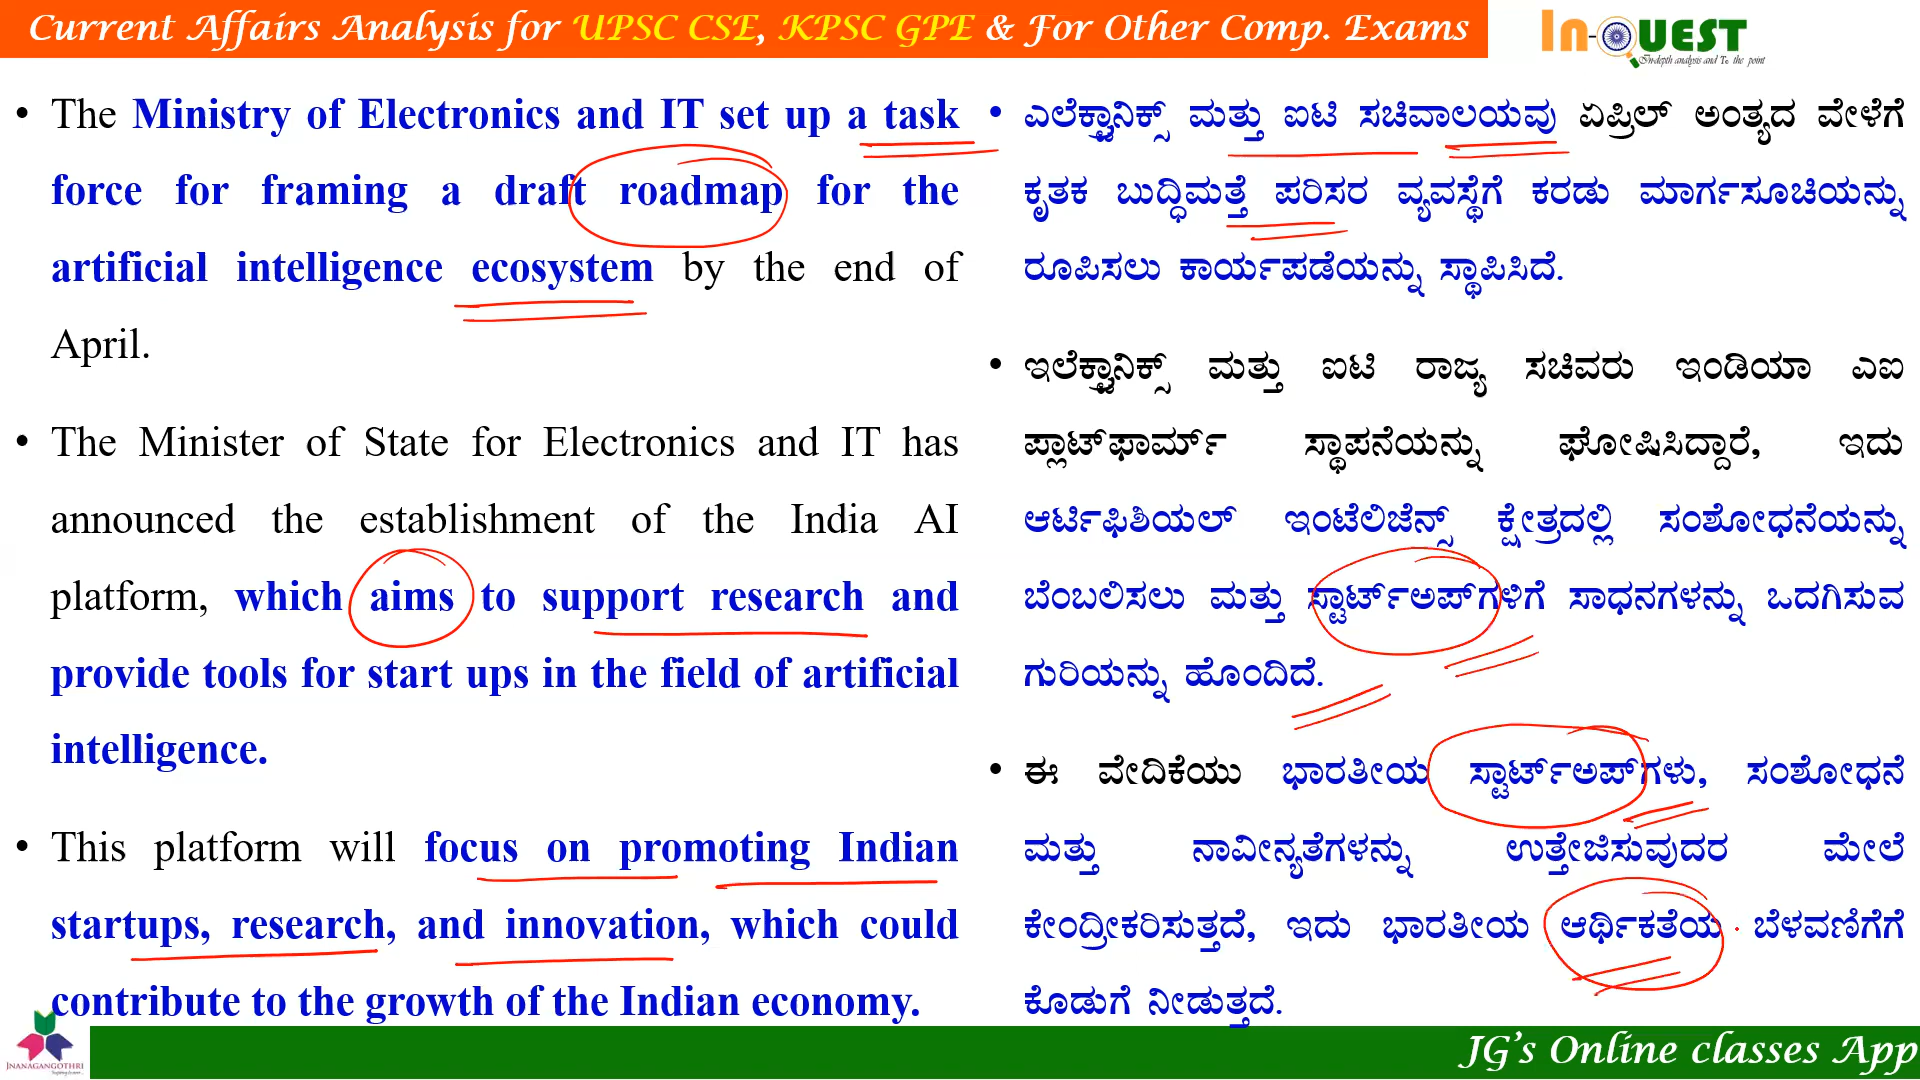 Current Affairs Analysis for UPSC CSE, KPSC GPE & For Other Comp. Exams
In-QUEST
In-depth analysis and To the point
• The Ministry of Electronics and IT set up a task
force for framing a draft roadmap for the
artificial intelligence ecosystem by the end of
April.
• The Minister of State for Electronics and IT has
announced the establishment of the India AI
platform, which aims to support research and
provide tools for start ups in the field of artificial
intelligence.
• This platform will focus on promoting Indian
startups, research, and innovation, which could
contribute to the growth of the Indian economy.
• ಎಲೆಕ್ಟ್ರಾನಿಕ್ಸ್ ಮತ್ತು ಐಟಿ ಸಚಿವಾಲಯವು ಏಪ್ರಿಲ್ ಅಂತ್ಯದ ವೇಳೆಗೆ
ಕೃತಕ ಬುದ್ಧಿಮತ್ತೆ ಪರಿಸರ ವ್ಯವಸ್ಥೆಗೆ ಕರಡು ಮಾರ್ಗಸೂಚಿಯನ್ನು
ರೂಪಿಸಲು ಕಾರ್ಯಪಡೆಯನ್ನು ಸ್ಥಾಪಿಸಿದೆ.
• ಇಲೆಕ್ಟ್ರಾನಿಕ್ಸ್ ಮತ್ತು ಐಟಿ ರಾಜ್ಯ ಸಚಿವರು ಇಂಡಿಯಾ ಎಐ
ಪ್ಲಾಟ್‌ಫಾರ್ಮ್ ಸ್ಥಾಪನೆಯನ್ನು ಘೋಷಿಸಿದ್ದಾರೆ, ಇದು
ಆರ್ಟಿಫಿಶಿಯಲ್ ಇಂಟೆಲಿಜೆನ್ಸ್ ಕ್ಷೇತ್ರದಲ್ಲಿ ಸಂಶೋಧನೆಯನ್ನು
ಬೆಂಬಲಿಸಲು ಮತ್ತು ಸ್ಟಾರ್ಟ್‌ಅಪ್‌ಗಳಿಗೆ ಸಾಧನಗಳನ್ನು ಒದಗಿಸುವ
ಗುರಿಯನ್ನು ಹೊಂದಿದೆ.
• ಈ ವೇದಿಕೆಯು ಭಾರತೀಯ ಸ್ಟಾರ್ಟ್‌ಅಪ್‌ಗಳು, ಸಂಶೋಧನೆ
ಮತ್ತು ನಾವೀನ್ಯತೆಗಳನ್ನು ಉತ್ತೇಜಿಸುವುದರ ಮೇಲೆ
ಕೇಂದ್ರೀಕರಿಸುತ್ತದೆ, ಇದು ಭಾರತೀಯ ಆರ್ಥಿಕತೆಯ ಬೆಳವಣಿಗೆಗೆ
ಕೊಡುಗೆ ನೀಡುತ್ತದೆ.
JNANAGANGOTHRI
JG's Online classes App